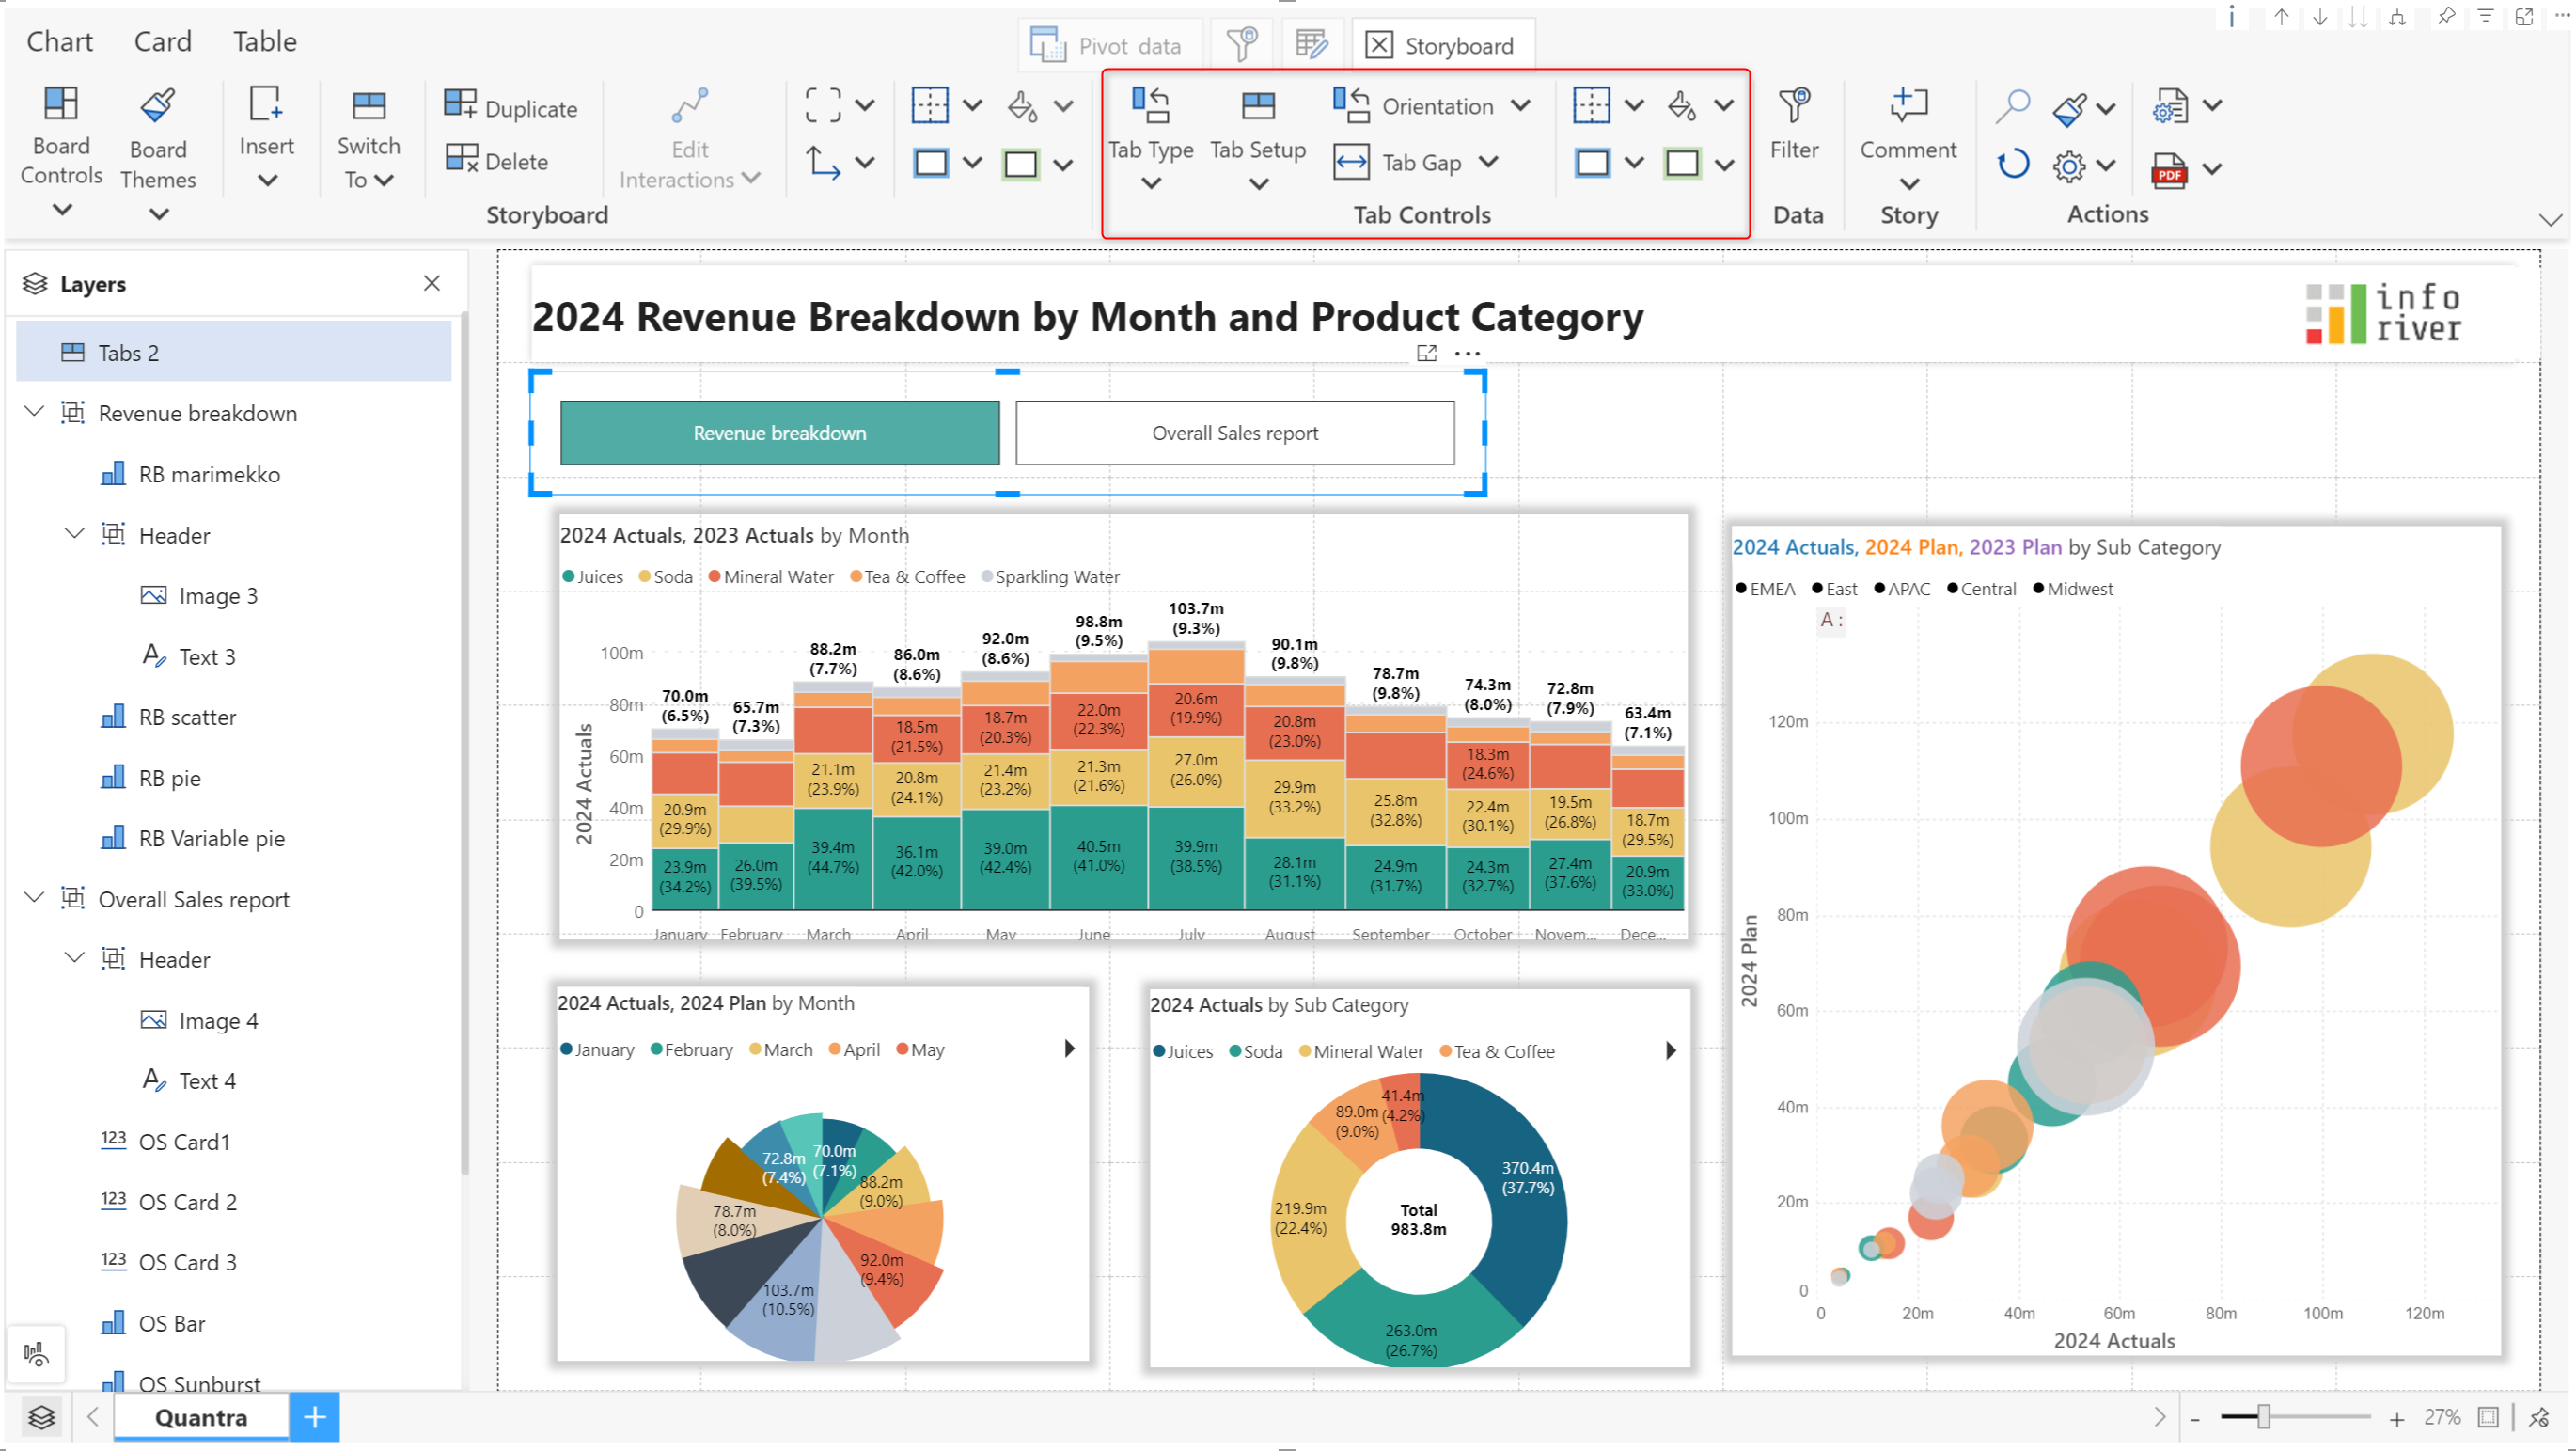 Chart Card Table
Pivot data
Storyboard
Board Controls
Board Themes
Insert
Switch To
Duplicate
Delete
Edit Interactions
Storyboard
Tab Type
Tab Setup
Orientation
Tab Gap
Tab Controls
Filter
Data
Comment
Story
PDF
Actions
Layers
Tabs 2
Revenue breakdown
RB marimekko
Header
Image 3
Text 3
RB scatter
RB pie
RB Variable pie
Overall Sales report
Header
Image 4
Text 4
123 OS Card1
123 OS Card 2
123 OS Card 3
OS Bar
OS Sunburst
2024 Revenue Breakdown by Month and Product Category
info
river
Revenue breakdown
Overall Sales report
2024 Actuals, 2023 Actuals by Month
Juices Soda Mineral Water Tea & Coffee Sparkling Water
2024 Actuals
100m
80m
60m
40m
20m
0
70.0m
(6.5%)
65.7m
(7.3%)
88.2m
(7.7%)
86.0m
(8.6%)
92.0m
(8.6%)
98.8m
(9.5%)
103.7m
(9.3%)
90.1m
(9.8%)
78.7m
(9.8%)
74.3m
(8.0%)
72.8m
(7.9%)
63.4m
(7.1%)
18.5m
(21.5%)
18.7m
(20.3%)
22.0m
(22.3%)
20.6m
(19.9%)
20.8m
(23.0%)
18.3m
(24.6%)
20.9m
(29.9%)
21.1m
(23.9%)
20.8m
(24.1%)
21.4m
(23.2%)
21.3m
(21.6%)
27.0m
(26.0%)
29.9m
(33.2%)
25.8m
(32.8%)
22.4m
(30.1%)
19.5m
(26.8%)
18.7m
(29.5%)
23.9m
(34.2%)
26.0m
(39.5%)
39.4m
(44.7%)
36.1m
(42.0%)
39.0m
(42.4%)
40.5m
(41.0%)
39.9m
(38.5%)
28.1m
(31.1%)
24.9m
(31.7%)
24.3m
(32.7%)
27.4m
(37.6%)
20.9m
(33.0%)
January February March April May June July August September October Novem... Dece...
2024 Actuals, 2024 Plan by Month
January February March April May
72.8m
(7.4%)
70.0m
(7.1%)
88.2m
(9.0%)
78.7m
(8.0%)
92.0m
(9.4%)
103.7m
(10.5%)
2024 Actuals by Sub Category
Juices Soda Mineral Water Tea & Coffee
41.4m
(4.2%)
89.0m
(9.0%)
370.4m
(37.7%)
219.9m
(22.4%)
Total
983.8m
263.0m
(26.7%)
2024 Actuals, 2024 Plan, 2023 Plan by Sub Category
EMEA East APAC Central Midwest
A :
2024 Plan
120m
100m
80m
60m
40m
20m
0
0 20m 40m 60m 80m 100m 120m
2024 Actuals
Quantra
27%